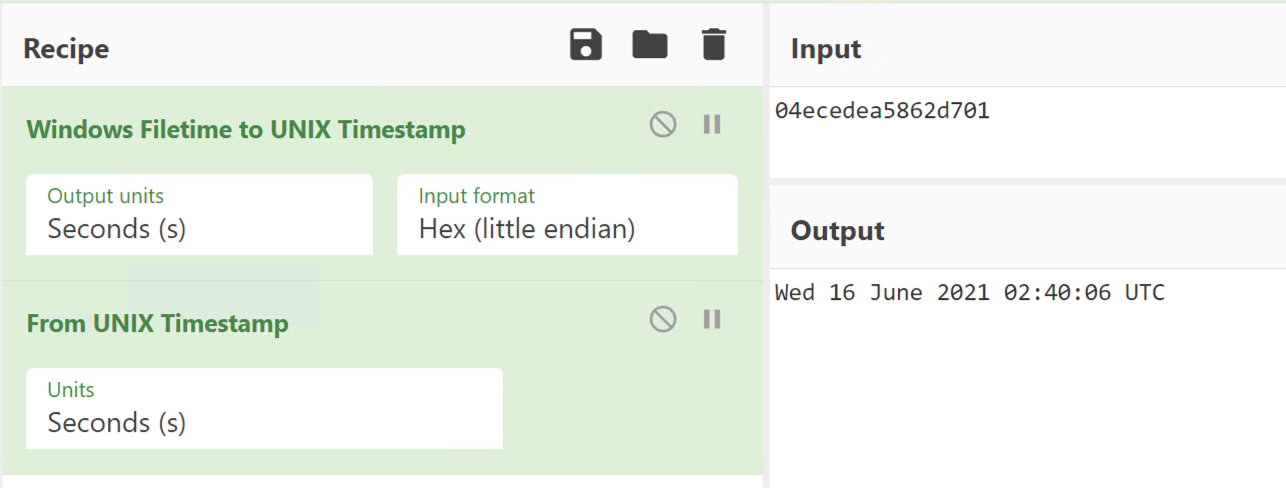 Recipe
Windows Filetime to UNIX Timestamp
Output units
Seconds (s)
Input format
Hex (little endian)
From UNIX Timestamp
Units
Seconds (s)
Input
04ecedea5862d701
Output
Wed 16 June 2021 02:40:06 UTC